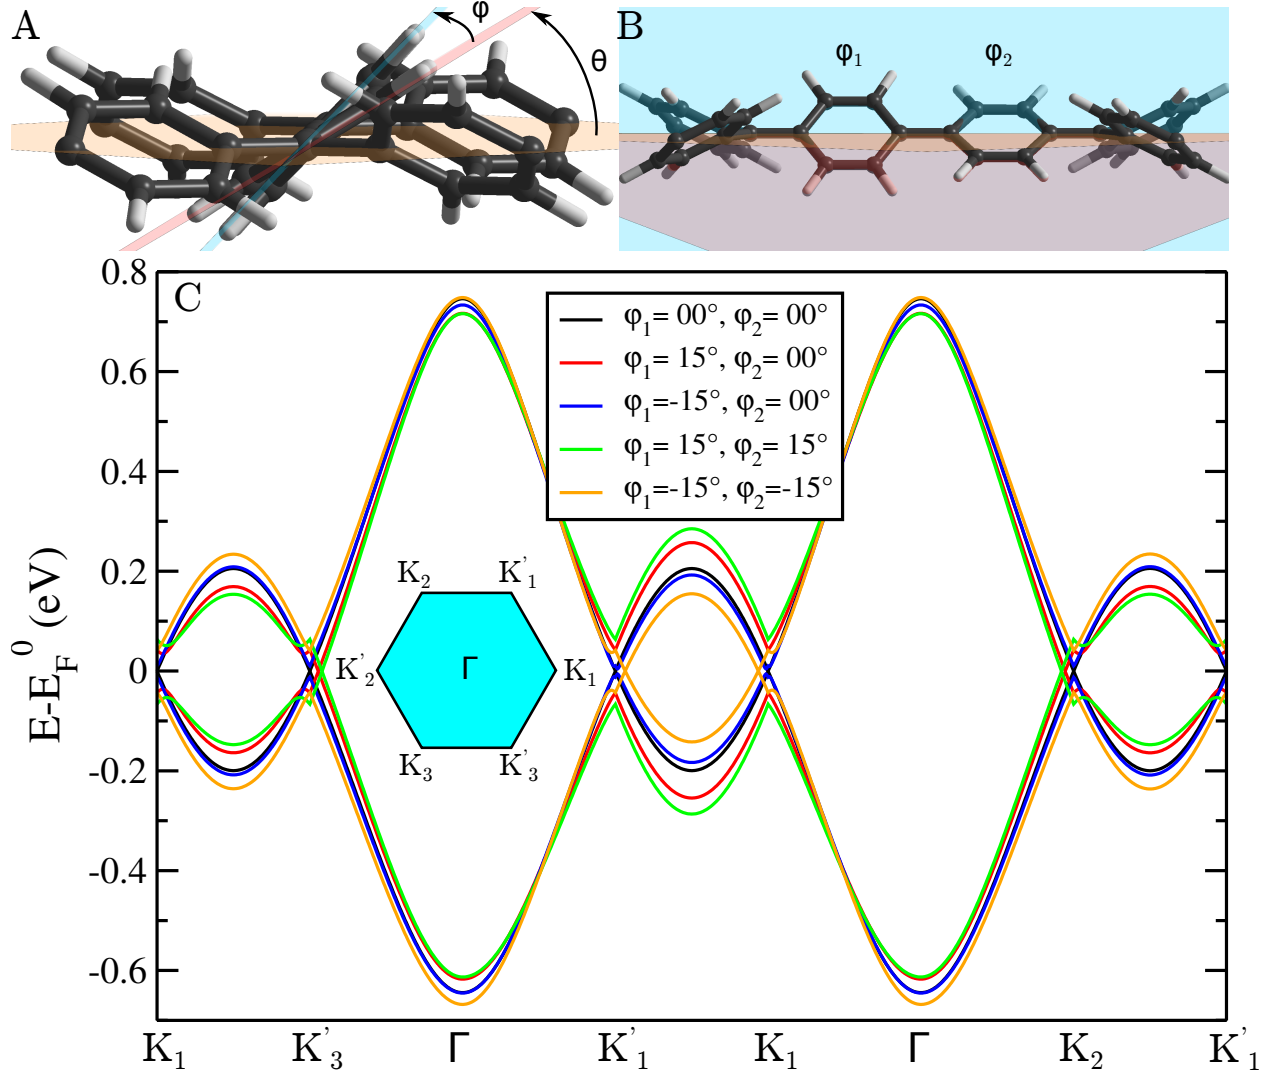 A
φ
θ
B
φ1
φ2
C
E-EF0 (eV)
0.8
0.6
0.4
0.2
0
-0.2
-0.4
-0.6
φ1= 00°, φ2= 00°
φ1= 15°, φ2= 00°
φ1=-15°, φ2= 00°
φ1= 15°, φ2= 15°
φ1=-15°, φ2=-15°
K2 K'1
K'2 Γ K1
K3 K'3
K1 K'3 Γ K'1 K1 Γ K2 K'1